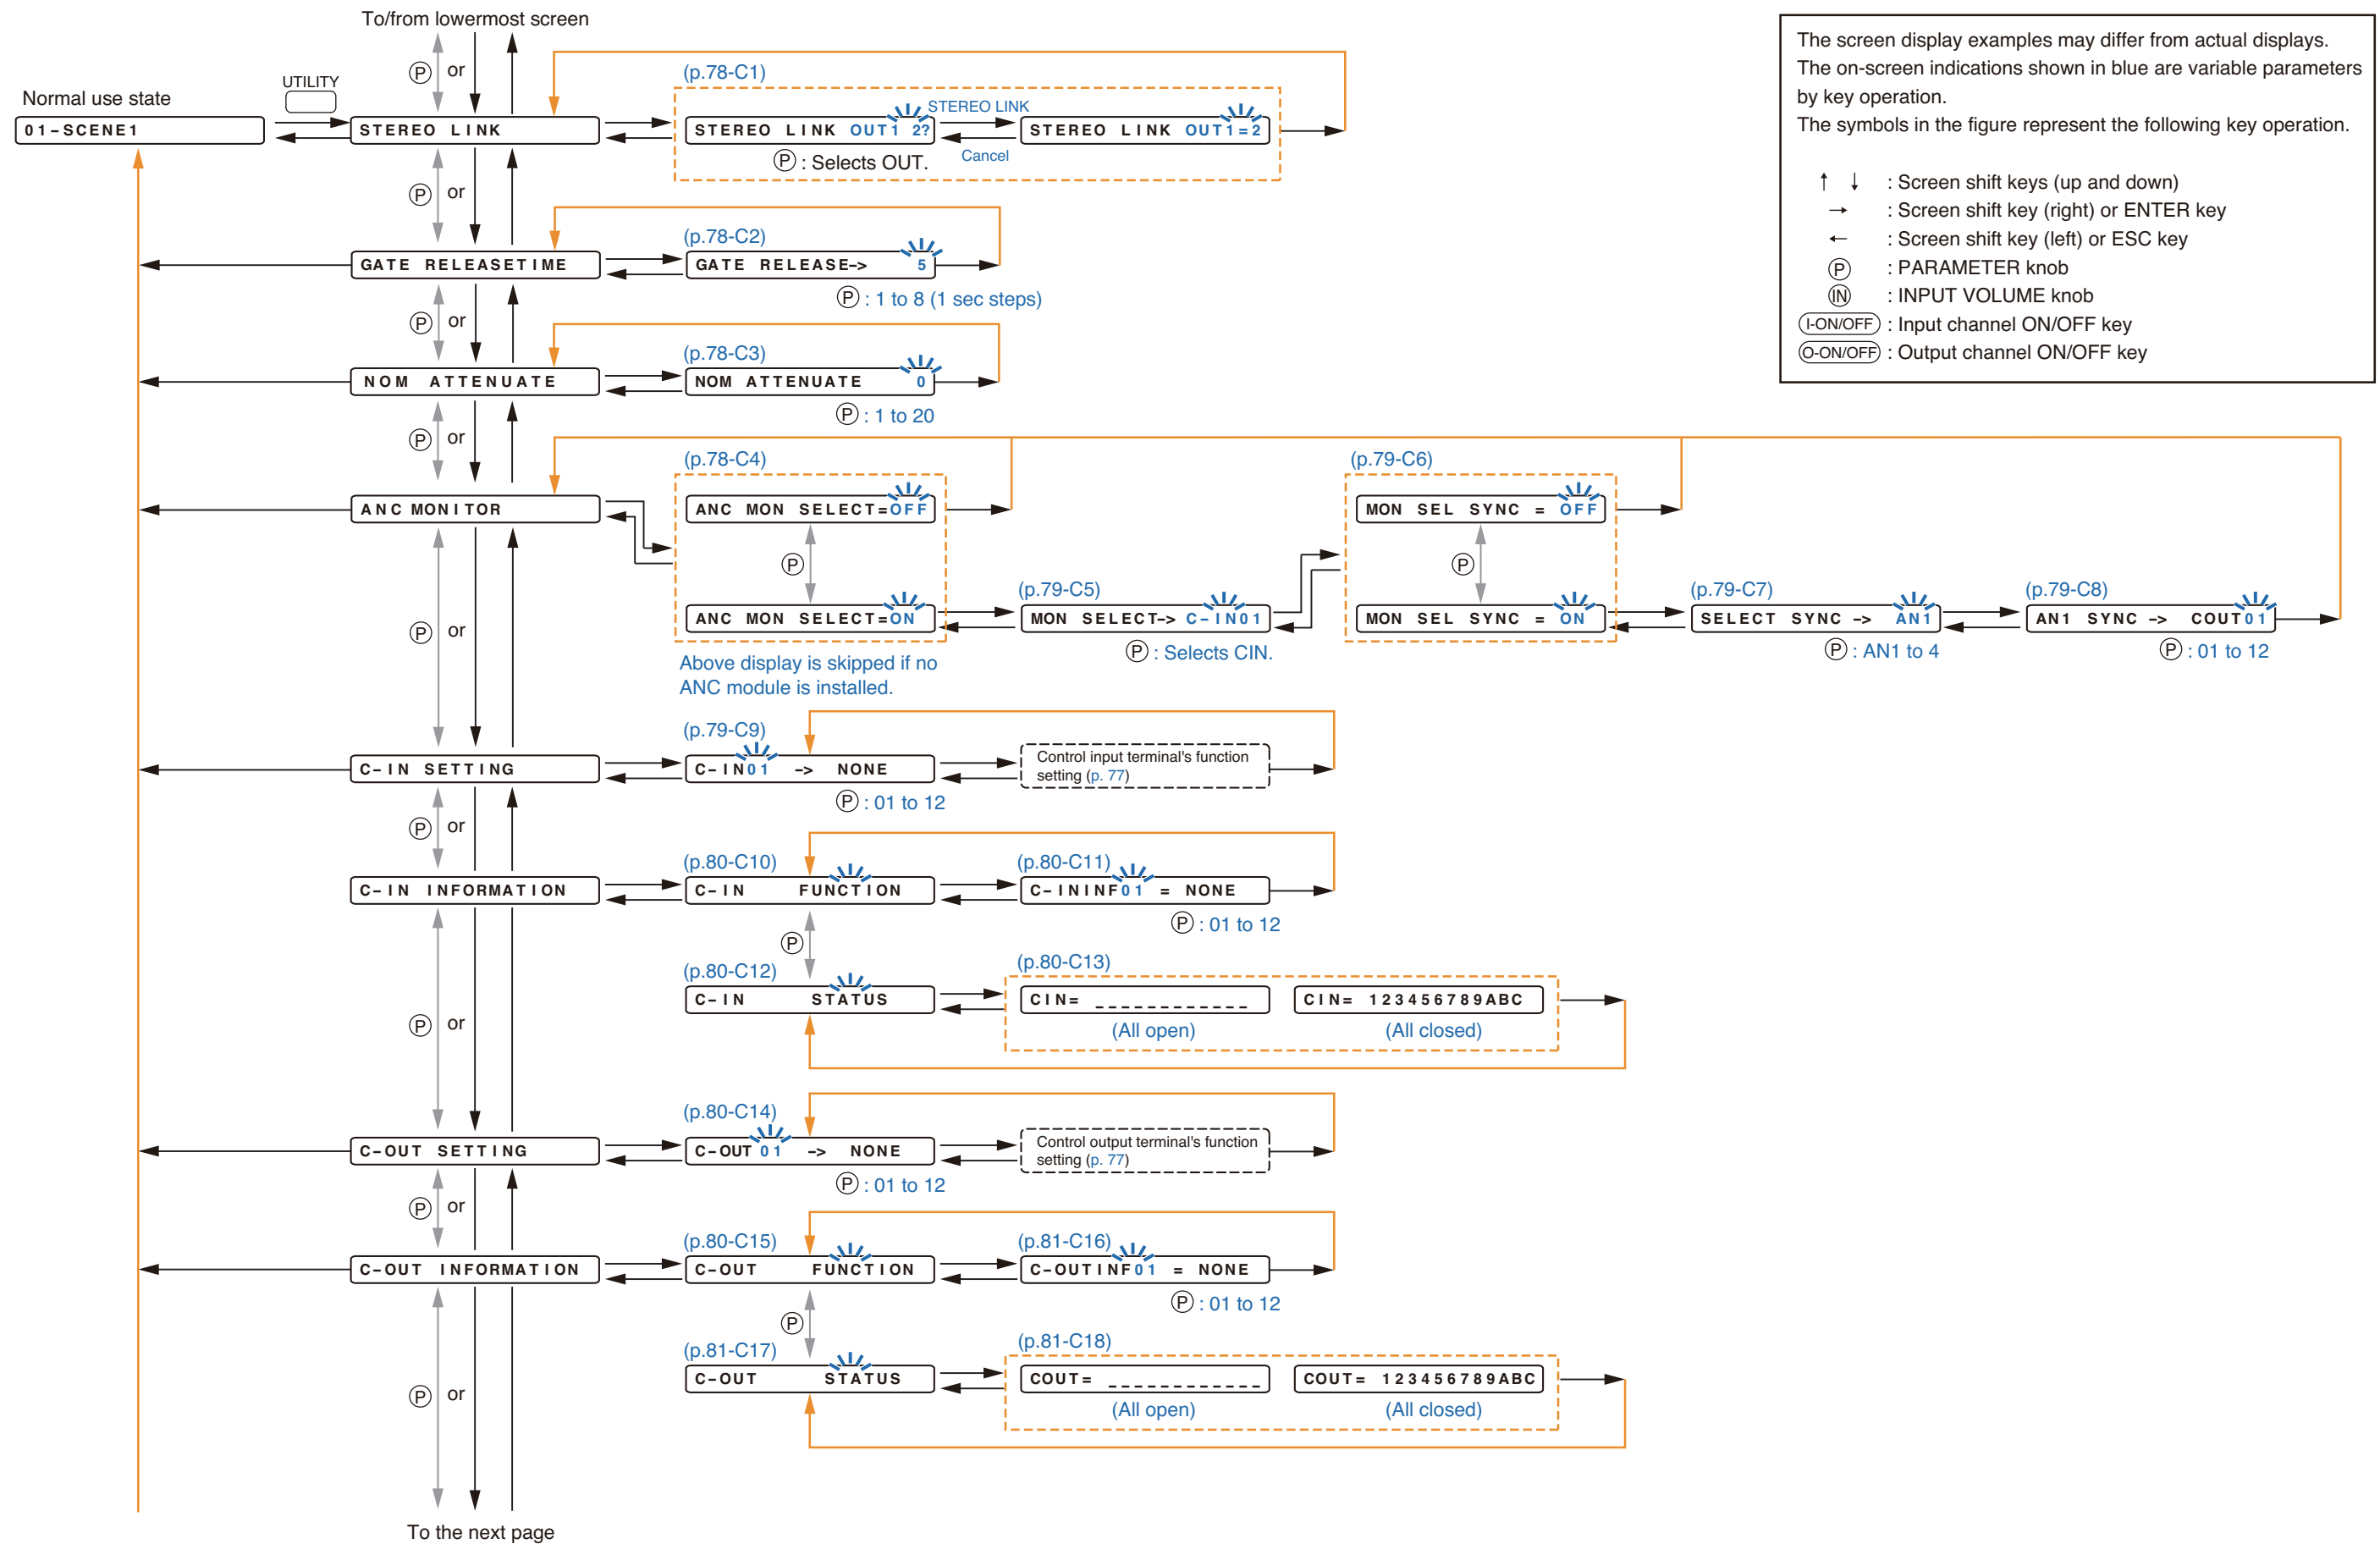 To/from lowermost screen
P or
Normal use state
UTILITY
01-SCENE1
STEREO LINK
(p.78-C1)
STEREO LINK OUT1 2?
STEREO LINK
Cancel
STEREO LINK OUT1=2
P : Selects OUT.
The screen display examples may differ from actual displays.
The on-screen indications shown in blue are variable parameters
by key operation.
The symbols in the figure represent the following key operation.
↑ ↓ : Screen shift keys (up and down)
→ : Screen shift key (right) or ENTER key
← : Screen shift key (left) or ESC key
P : PARAMETER knob
IN : INPUT VOLUME knob
I-ON/OFF : Input channel ON/OFF key
O-ON/OFF : Output channel ON/OFF key
P or
(p.78-C2)
GATE RELEASETIME
GATE RELEASE-> 5
P : 1 to 8 (1 sec steps)
P or
(p.78-C3)
NOM ATTENUATE
NOM ATTENUATE 0
P : 1 to 20
P or
(p.78-C4)
(p.79-C6)
ANC MONITOR
ANC MON SELECT=OFF
MON SEL SYNC = OFF
P
P
(p.79-C5)
(p.79-C7)
(p.79-C8)
ANC MON SELECT=ON
MON SELECT-> C-IN01
MON SEL SYNC = ON
SELECT SYNC -> AN1
AN1 SYNC -> COUT01
P or
P : Selects CIN.
P : AN1 to 4
P : 01 to 12
Above display is skipped if no
ANC module is installed.
(p.79-C9)
C-IN SETTING
C-IN01 -> NONE
Control input terminal's function
setting (p. 77)
P : 01 to 12
P or
(p.80-C10)
(p.80-C11)
C-IN INFORMATION
C-IN FUNCTION
C-ININF01 = NONE
P : 01 to 12
P
(p.80-C12)
(p.80-C13)
C-IN STATUS
CIN= _ _ _ _ _ _ _ _ _ _ _ _
CIN= 123456789ABC
P or
(All open)
(All closed)
(p.80-C14)
C-OUT SETTING
C-OUT 01 -> NONE
Control output terminal's function
setting (p. 77)
P : 01 to 12
P or
(p.80-C15)
(p.81-C16)
C-OUT INFORMATION
C-OUT FUNCTION
C-OUTINF01 = NONE
P : 01 to 12
P
(p.81-C17)
(p.81-C18)
C-OUT STATUS
COUT= _ _ _ _ _ _ _ _ _ _ _ _
COUT= 123456789ABC
P or
(All open)
(All closed)
To the next page